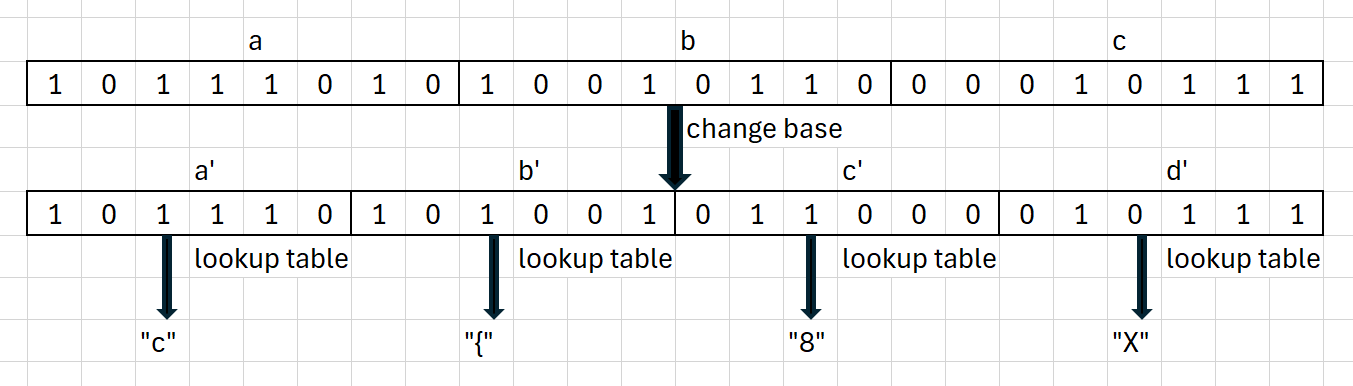 a b c
1 0 1 1 1 0 1 0 1 0 0 1 0 1 1 0 0 0 0 1 0 1 1 1
change base
a' b' c' d'
1 0 1 1 1 0 1 0 1 0 0 1 0 1 1 0 0 0 0 1 0 1 1 1
lookup table lookup table lookup table lookup table
"c" "{" "8" "X"